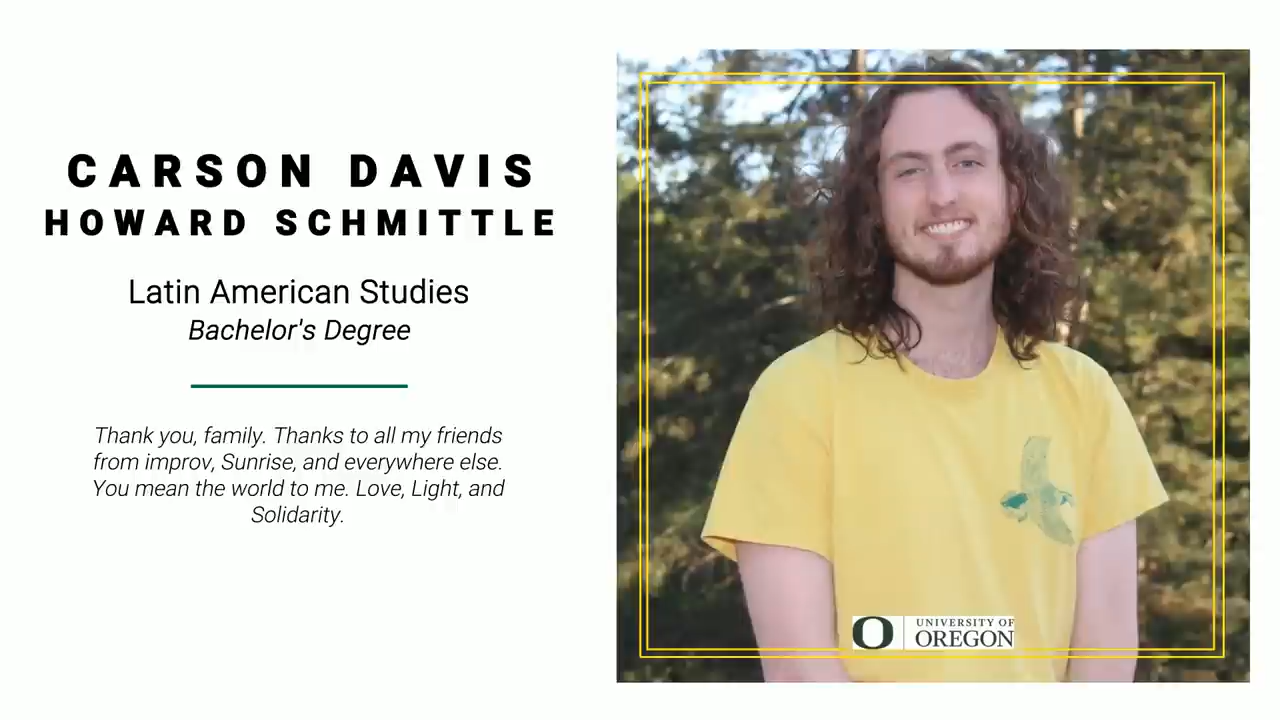 CARSON DAVIS
HOWARD SCHMITTLE
Latin American Studies
Bachelor's Degree
Thank you, family. Thanks to all my friends
from improv, Sunrise, and everywhere else.
You mean the world to me. Love, Light, and
Solidarity.
O
UNIVERSITY OF
OREGON